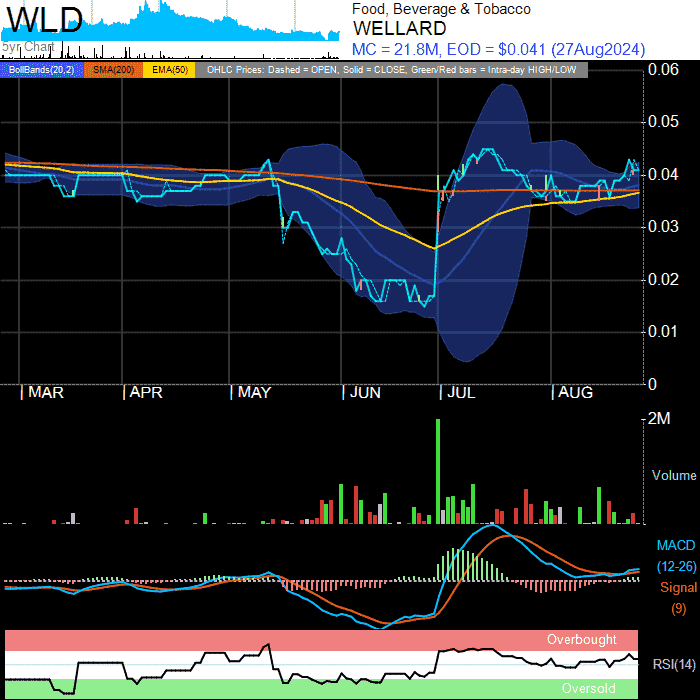 WLD
5yr Chart
Food, Beverage & Tobacco
WELLARD
MC = 21.8M, EOD = $0.041 (27Aug2024)
BollBands(20,2) SMA(200) EMA(50) OHLC Prices: Dashed = OPEN, Solid = CLOSE, Green/Red bars = Intra-day HIGH/LOW
0.06
0.05
0.04
0.03
0.02
0.01
0
MAR APR MAY JUN JUL AUG
2M
Volume
MACD
(12-26)
Signal
(9)
Overbought
RSI(14)
Oversold